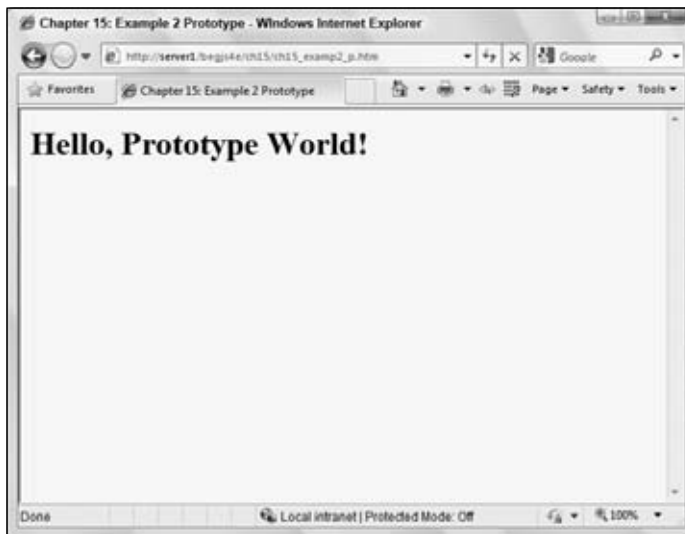 Chapter 15: Example 2 Prototype - Windows Internet Explorer
http://server1/begjs4e/ch15/ch15_examp2_p.htm
Google
Favorites
Chapter 15: Example 2 Prototype
Page
Safety
Tools
Hello, Prototype World!
Done
Local intranet | Protected Mode: Off
100%